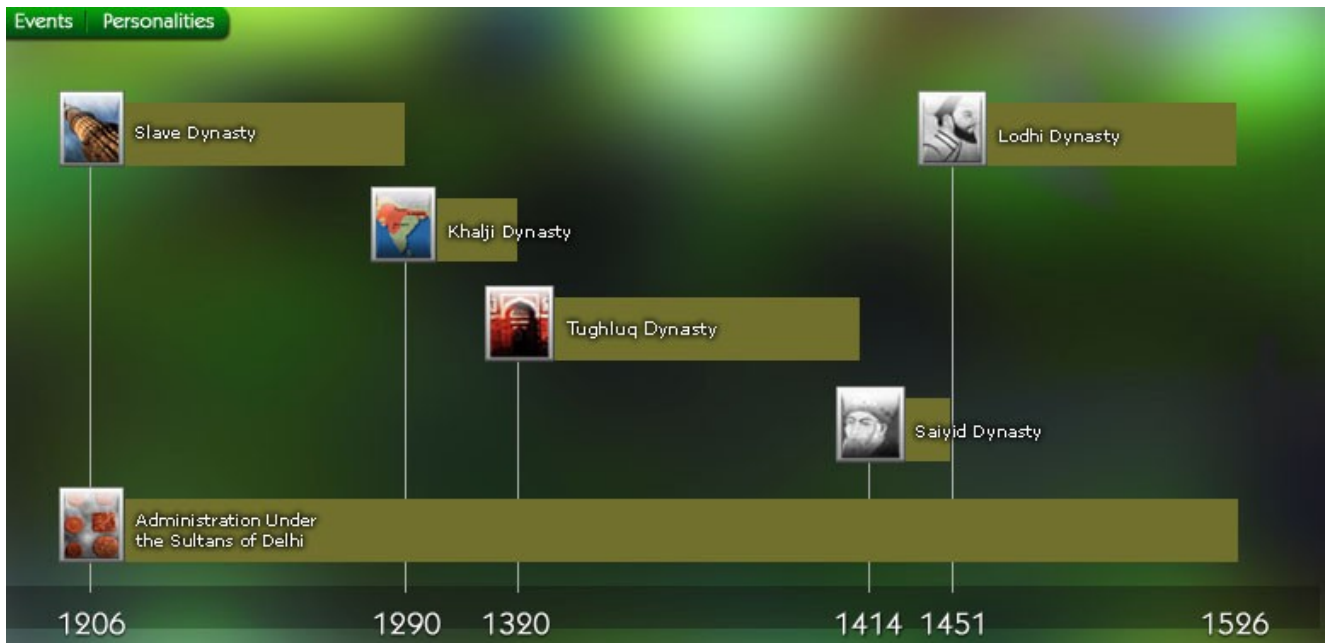 Events Personalities
Slave Dynasty
Lodhi Dynasty
Khalji Dynasty
Tughluq Dynasty
Saiyid Dynasty
Administration Under
the Sultans of Delhi
1206 1290 1320 1414 1451 1526